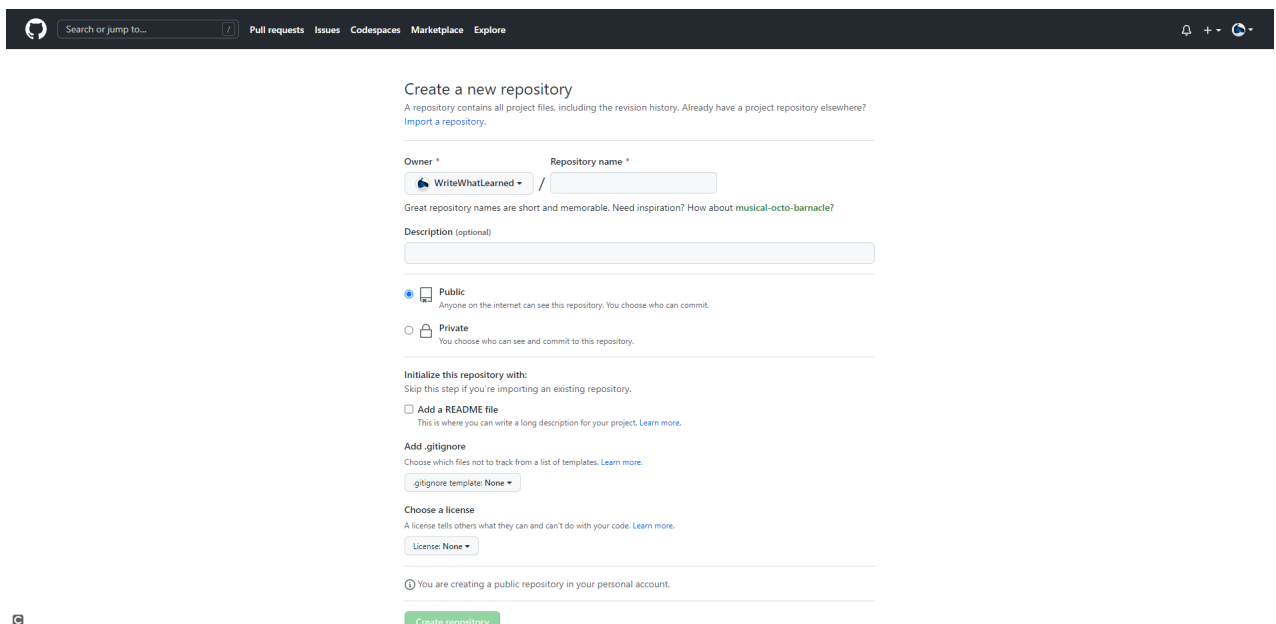 Search or jump to... / Pull requests Issues Codespaces Marketplace Explore
Create a new repository
A repository contains all project files, including the revision history. Already have a project repository elsewhere?
Import a repository.
Owner * Repository name *
WriteWhatLearned /
Great repository names are short and memorable. Need inspiration? How about musical-octo-barnacle?
Description (optional)
Public
Anyone on the internet can see this repository. You choose who can commit.
Private
You choose who can see and commit to this repository.
Initialize this repository with:
Skip this step if you're importing an existing repository.
Add a README file
This is where you can write a long description for your project. Learn more.
Add .gitignore
Choose which files not to track from a list of templates. Learn more.
.gitignore template: None
Choose a license
A license tells others what they can and can't do with your code. Learn more.
License: None
You are creating a public repository in your personal account.
Create repository